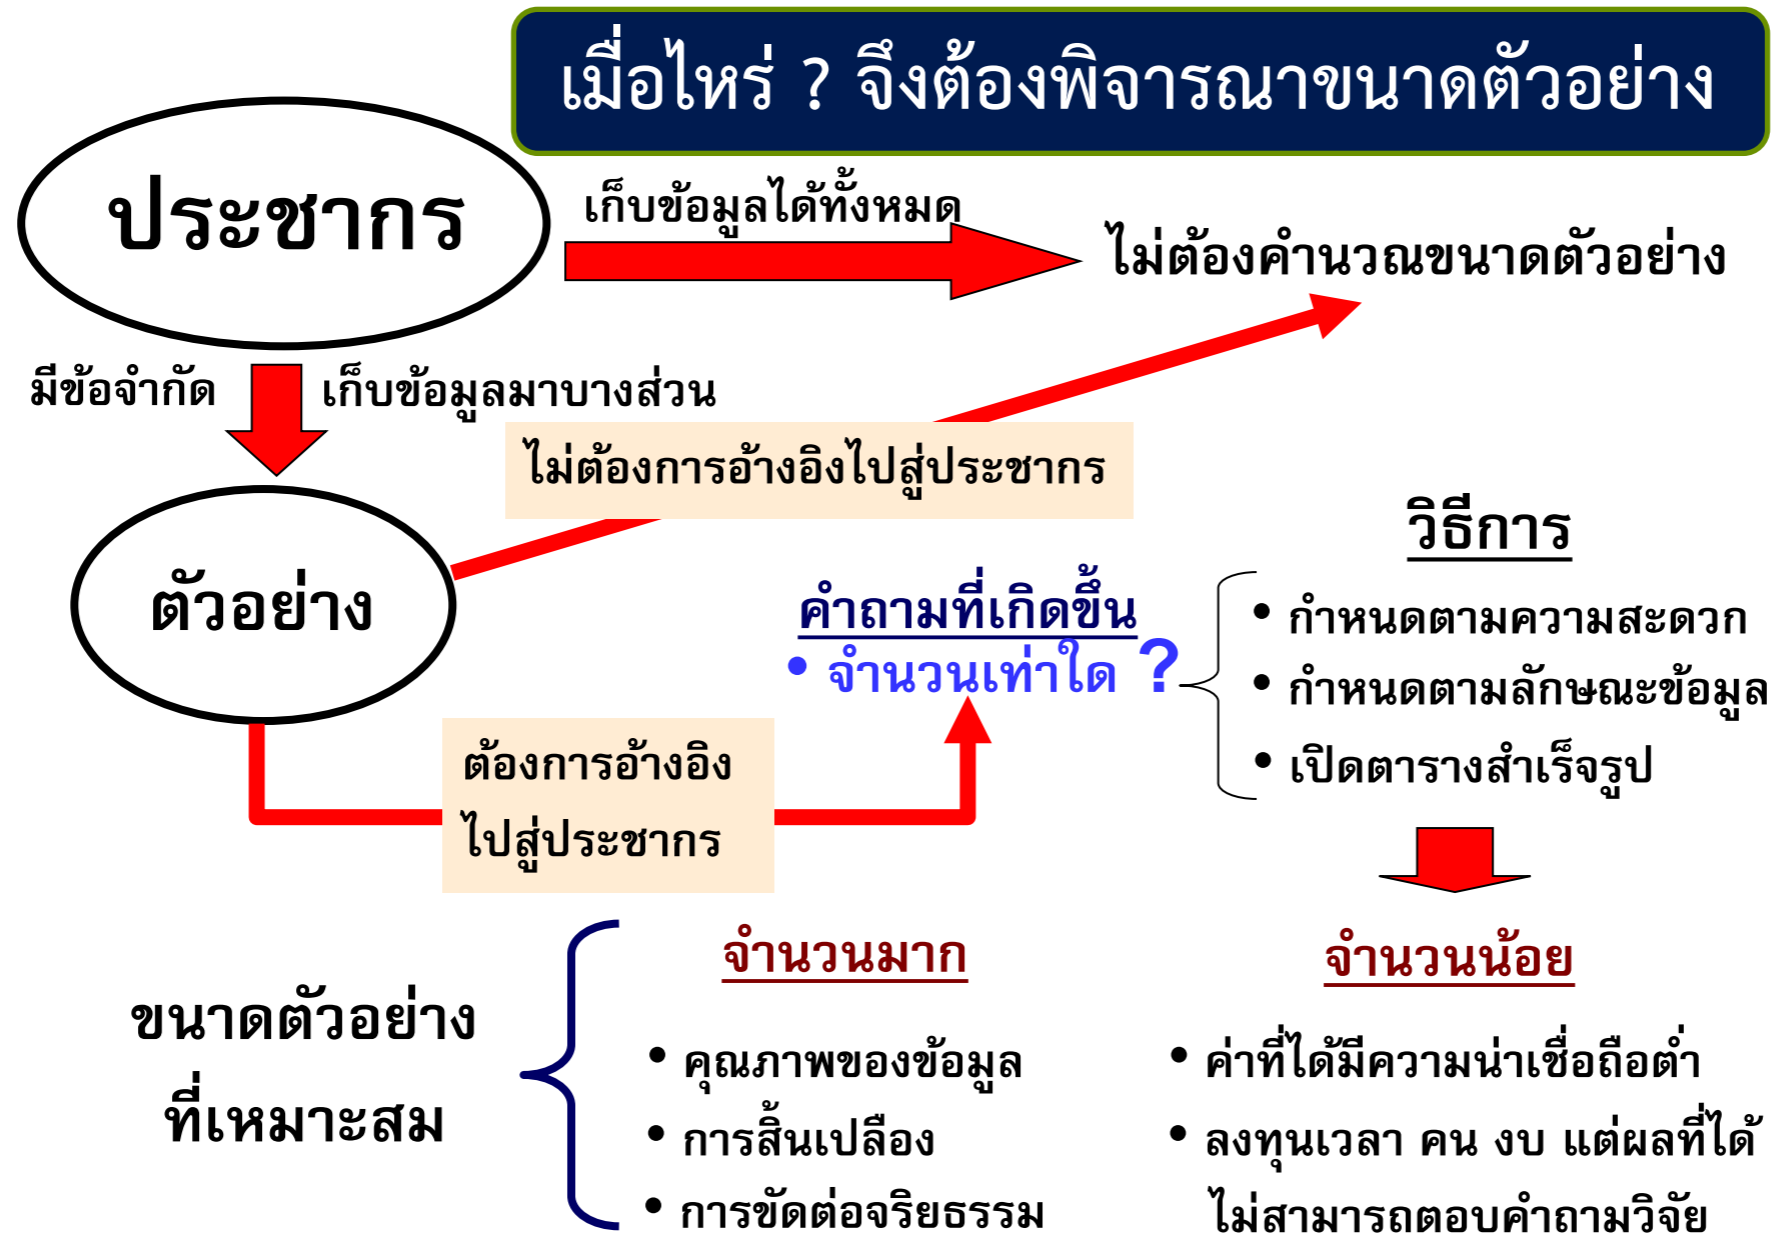 เมื่อไหร่ ? จึงต้องพิจารณาขนาดตัวอย่าง
ประชากร
เก็บข้อมูลได้ทั้งหมด
ไม่ต้องคำนวณขนาดตัวอย่าง
มีข้อจำกัด
เก็บข้อมูลมาบางส่วน
ไม่ต้องการอ้างอิงไปสู่ประชากร
ตัวอย่าง
คำถามที่เกิดขึ้น
• จำนวนเท่าใด ?
วิธีการ
• กำหนดตามความสะดวก
• กำหนดตามลักษณะข้อมูล
• เปิดตารางสำเร็จรูป
ต้องการอ้างอิง
ไปสู่ประชากร
ขนาดตัวอย่าง
ที่เหมาะสม
จำนวนมาก
• คุณภาพของข้อมูล
• การสิ้นเปลือง
• การขัดต่อจริยธรรม
จำนวนน้อย
• ค่าที่ได้มีความน่าเชื่อถือต่ำ
• ลงทุนเวลา คน งบ แต่ผลที่ได้
ไม่สามารถตอบคำถามวิจัย